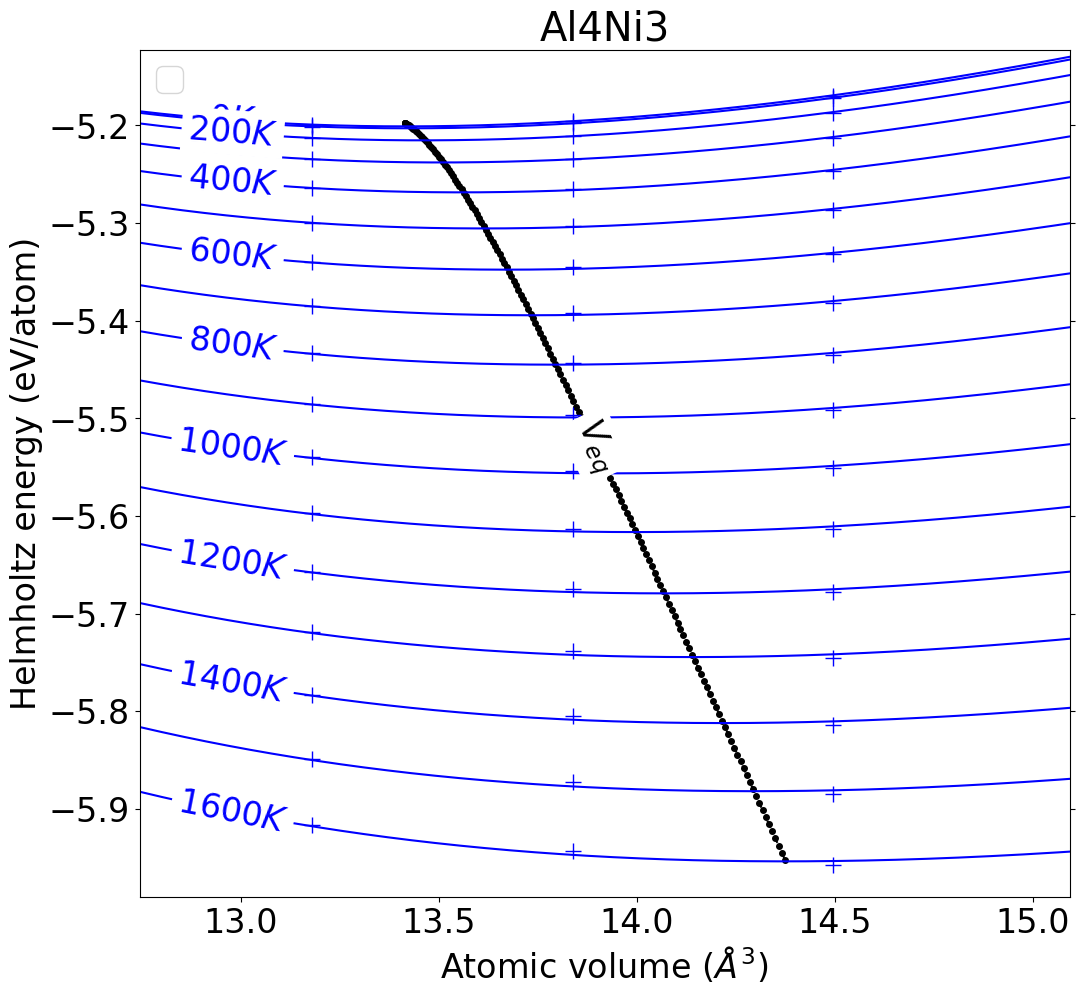 Al4Ni3
Helmholtz energy (eV/atom)
−5.2
−5.3
−5.4
−5.5
−5.6
−5.7
−5.8
−5.9
0K
200K
400K
600K
800K
1000K
1200K
1400K
1600K
V_eq
13.0
13.5
14.0
14.5
15.0
Atomic volume (Å³)